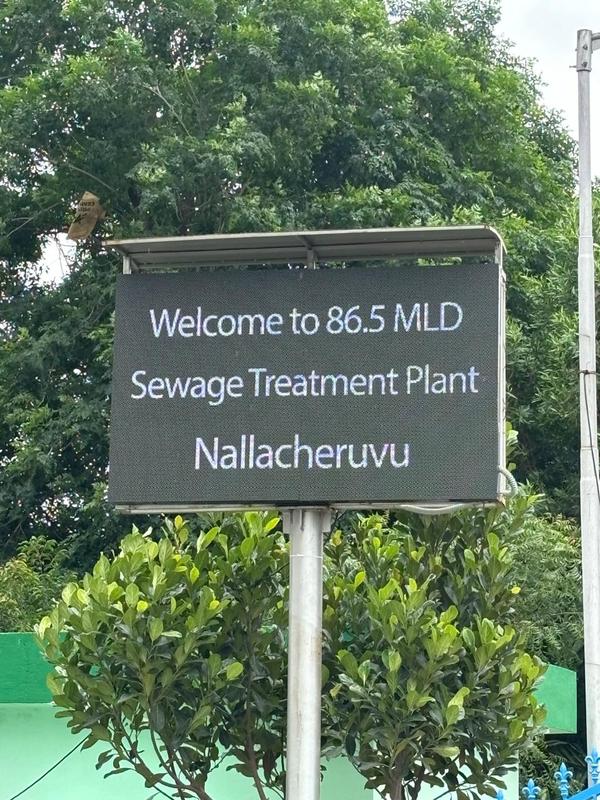 Welcome to 86.5 MLD
Sewage Treatment Plant
Nallacheruvu